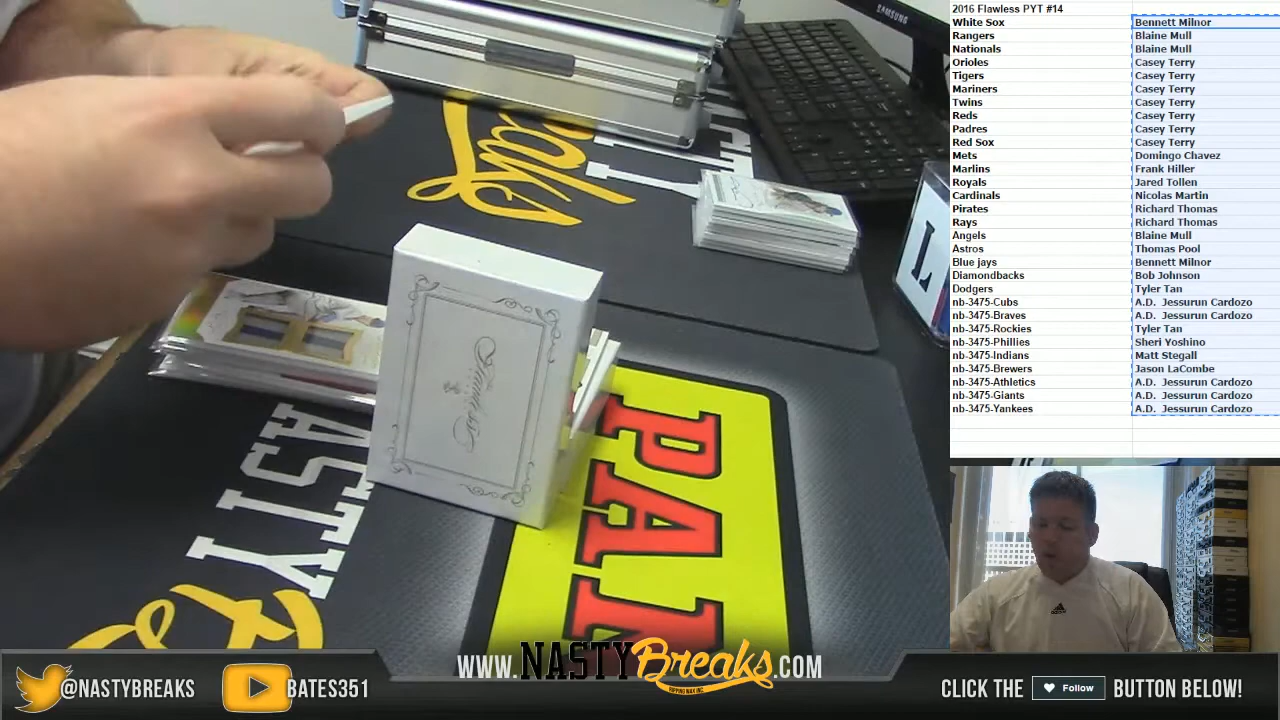 2016 Flawless PYT #14
White Sox Bennett Milnor
Rangers Blaine Mull
Nationals Blaine Mull
Orioles Casey Terry
Tigers Casey Terry
Mariners Casey Terry
Twins Casey Terry
Reds Casey Terry
Padres Casey Terry
Red Sox Casey Terry
Mets Domingo Chavez
Marlins Frank Hiller
Royals Jared Tollen
Cardinals Nicolas Martin
Pirates Richard Thomas
Rays Richard Thomas
Angels Blaine Mull
Astros Thomas Pool
Blue jays Bennett Milnor
Diamondbacks Bob Johnson
Dodgers Tyler Tan
nb-3475-Cubs A.D. Jessurun Cardozo
nb-3475-Braves A.D. Jessurun Cardozo
nb-3475-Rockies Tyler Tan
nb-3475-Phillies Sheri Yoshino
nb-3475-Indians Matt Stegall
nb-3475-Brewers Jason LaCombe
nb-3475-Athletics A.D. Jessurun Cardozo
nb-3475-Giants A.D. Jessurun Cardozo
nb-3475-Yankees A.D. Jessurun Cardozo
SAMSUNG
L
Flawless
ASTY
PAN
adidas
WWW.NASTYBreaks.COM
RIPPING WAX INC
@NASTYBREAKS
BATES351
CLICK THE Follow BUTTON BELOW!